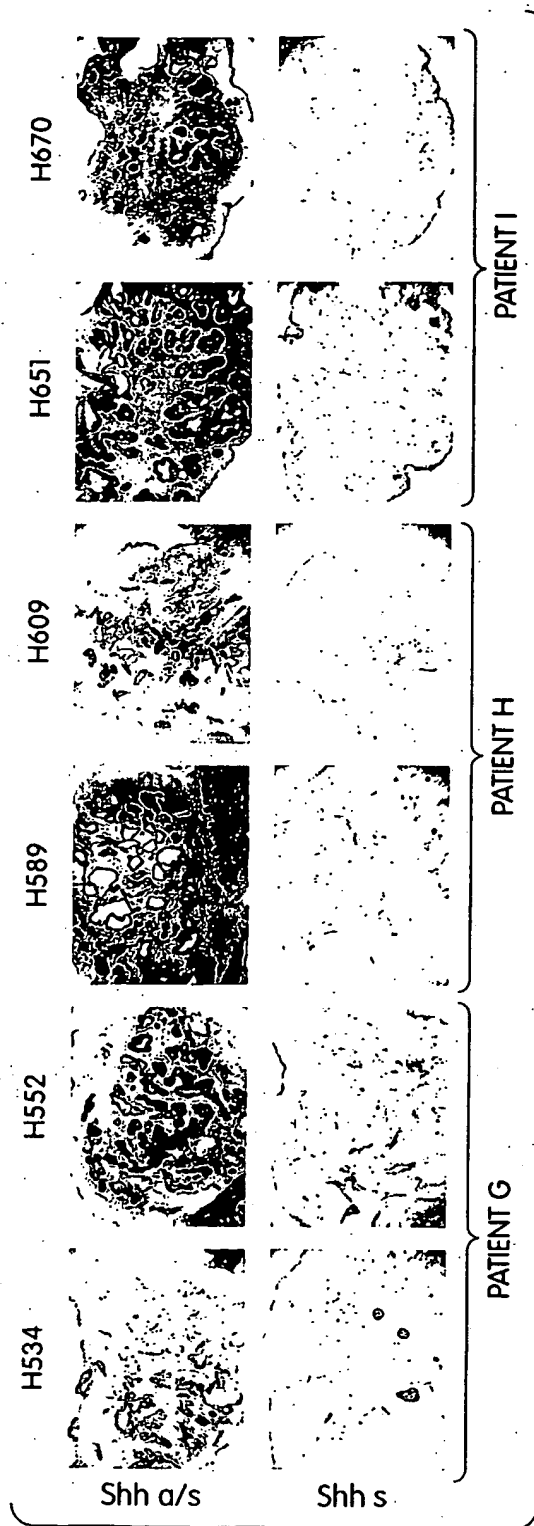 H670
H651
H609
H589
H552
H534
Shh a/s
Shh s
PATIENT I
PATIENT H
PATIENT G